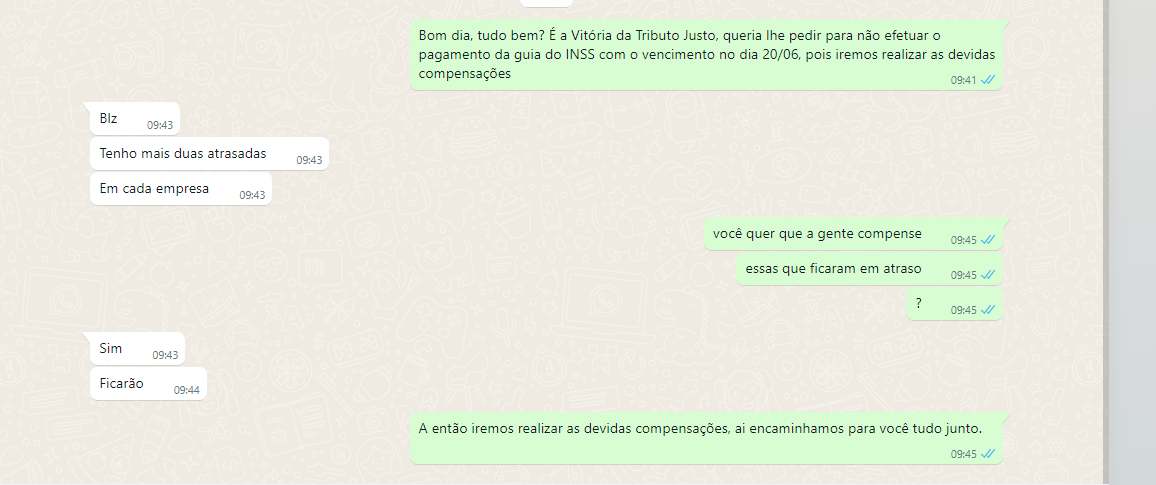 Bom dia, tudo bem? É a Vitória da Tributo Justo, queria lhe pedir para não efetuar o
pagamento da guia do INSS com o vencimento no dia 20/06, pois iremos realizar as devidas
compensações
09:41
Blz
09:43
Tenho mais duas atrasadas
09:43
Em cada empresa
09:43
você quer que a gente compense
09:45
essas que ficaram em atraso
09:45
?
09:45
Sim
09:43
Ficarão
09:44
A então iremos realizar as devidas compensações, ai encaminhamos para você tudo junto.
09:45